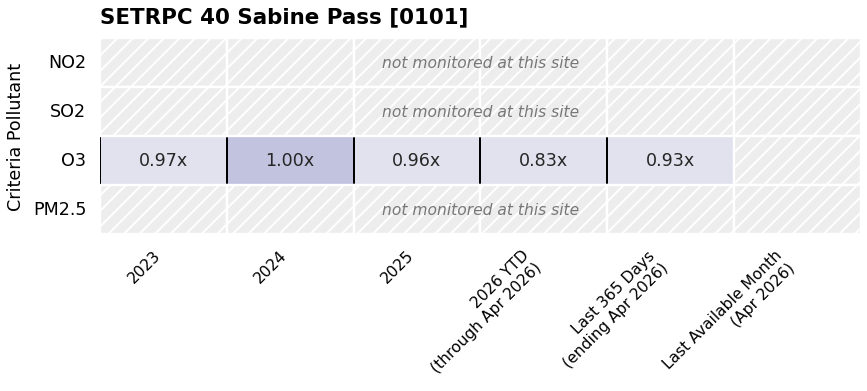 SETRPC 40 Sabine Pass [0101]
Criteria Pollutant
NO2 not monitored at this site
SO2 not monitored at this site
O3 0.97x 1.00x 0.96x 0.83x 0.93x
PM2.5 not monitored at this site
2023
2024
2025
2026 YTD
(through Apr 2026)
Last 365 Days
(ending Apr 2026)
Last Available Month
(Apr 2026)